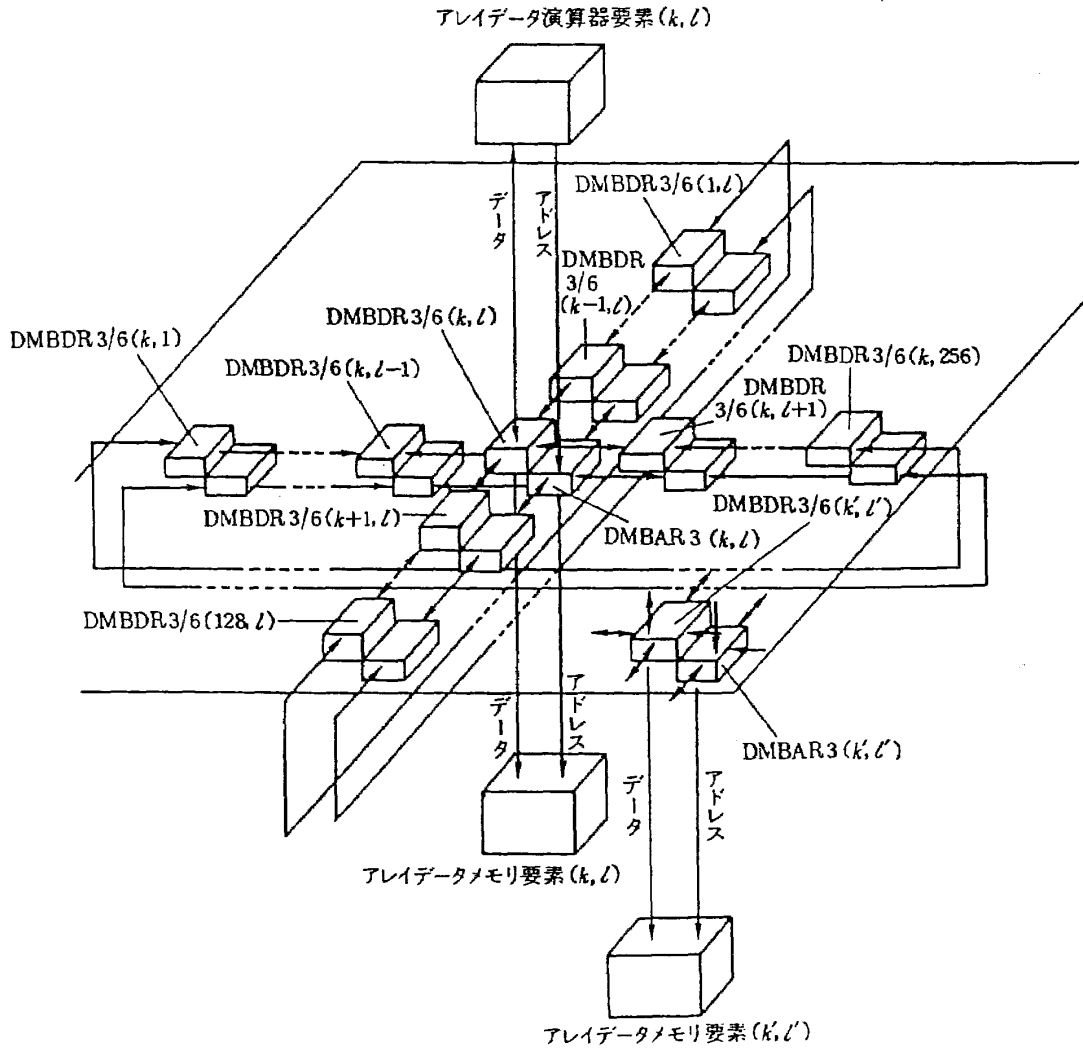 アレイデータ演算器要素(k,l)
データ
アドレス
DMBDR3/6(1,l)
DMBDR
3/6
(k−1,l)
DMBDR3/6(k,l)
DMBDR3/6(k,1)
DMBDR3/6(k,l−1)
DMBDR3/6(k,256)
DMBDR
3/6(k,l+1)
DMBDR3/6(k+1,l)
DMBAR3(k,l)
DMBDR3/6(k′,l′)
DMBDR3/6(128,l)
データ
アドレス
DMBAR3(k′,l′)
データ
アドレス
アレイデータメモリ要素(k,l)
アレイデータメモリ要素(k′,l′)